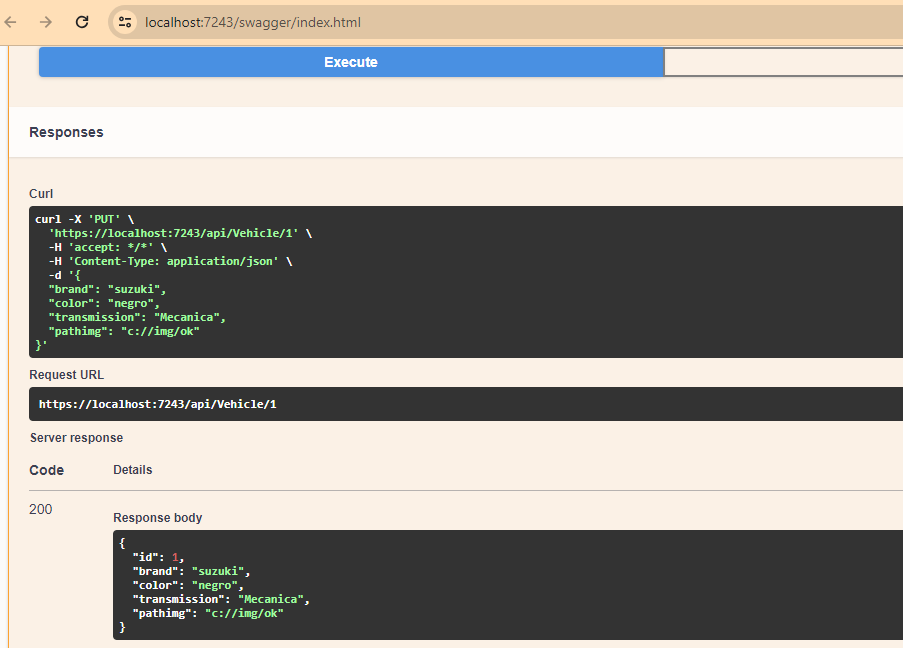 localhost:7243/swagger/index.html
Execute
Responses
Curl
curl -X 'PUT' \
  'https://localhost:7243/api/Vehicle/1' \
  -H 'accept: */*' \
  -H 'Content-Type: application/json' \
  -d '{
  "brand": "suzuki",
  "color": "negro",
  "transmission": "Mecanica",
  "pathimg": "c://img/ok"
}'
Request URL
https://localhost:7243/api/Vehicle/1
Server response
Code Details
200
Response body
{
  "id": 1,
  "brand": "suzuki",
  "color": "negro",
  "transmission": "Mecanica",
  "pathimg": "c://img/ok"
}